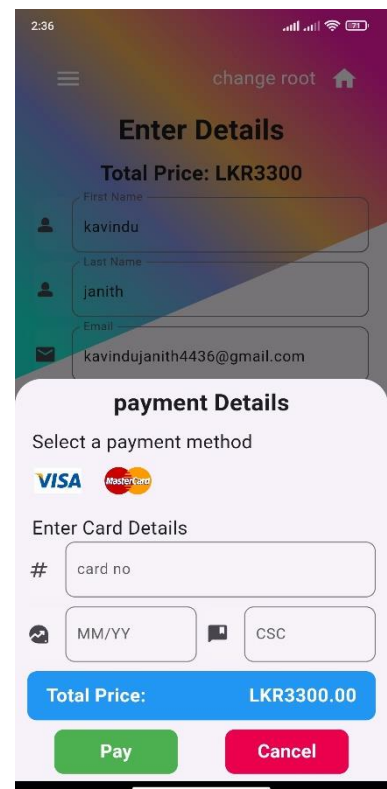 2:36
71
change root
Enter Details
Total Price: LKR3300
First Name
kavindu
Last Name
janith
Email
kavindujanith4436@gmail.com
payment Details
Select a payment method
VISA MasterCard
Enter Card Details
# card no
MM/YY CSC
Total Price: LKR3300.00
Pay Cancel